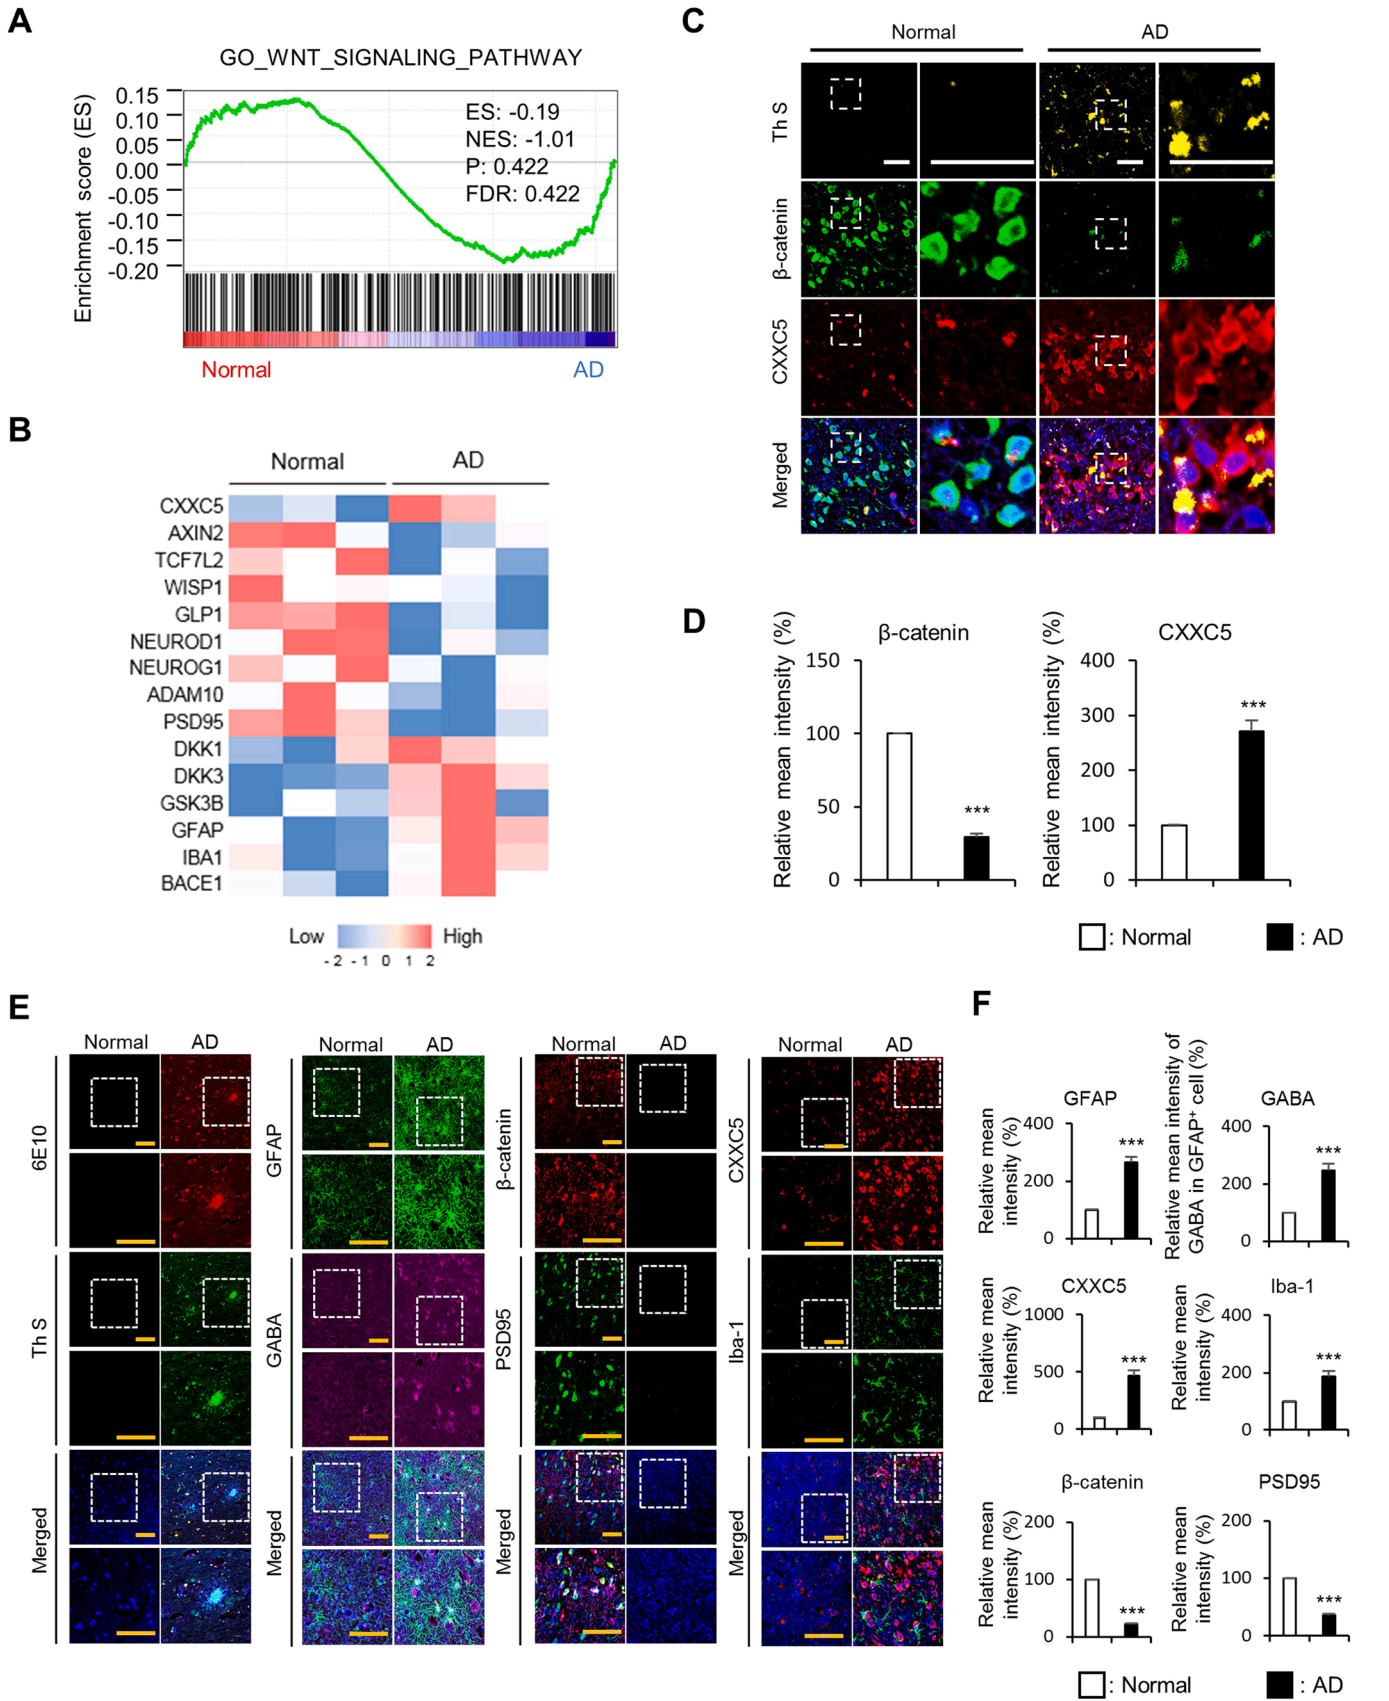 A
GO_WNT_SIGNALING_PATHWAY
Enrichment score (ES)
0.15
0.10
0.05
0.00
-0.05
-0.10
-0.15
-0.20
ES: -0.19
NES: -1.01
P: 0.422
FDR: 0.422
Normal
AD
B
Normal
AD
CXXC5
AXIN2
TCF7L2
WISP1
GLP1
NEUROD1
NEUROG1
ADAM10
PSD95
DKK1
DKK3
GSK3B
GFAP
IBA1
BACE1
Low
High
-2 -1 0 1 2
C
Normal
AD
Th S
β-catenin
CXXC5
Merged
D
β-catenin
Relative mean intensity (%)
150
100
50
0
***
CXXC5
Relative mean intensity (%)
400
300
200
100
0
***
: Normal
: AD
E
Normal
AD
6E10
Th S
Merged
Normal
AD
GFAP
GABA
Merged
Normal
AD
β-catenin
PSD95
Merged
Normal
AD
CXXC5
Iba-1
Merged
F
GFAP
Relative mean
intensity (%)
400
200
0
***
GABA
Relative mean intensity of
GABA in GFAP⁺ cell (%)
400
200
0
***
CXXC5
Relative mean
intensity (%)
1000
500
0
***
Iba-1
Relative mean
intensity (%)
400
200
0
***
β-catenin
Relative mean
intensity (%)
200
100
0
***
PSD95
Relative mean
intensity (%)
200
100
0
***
: Normal
: AD